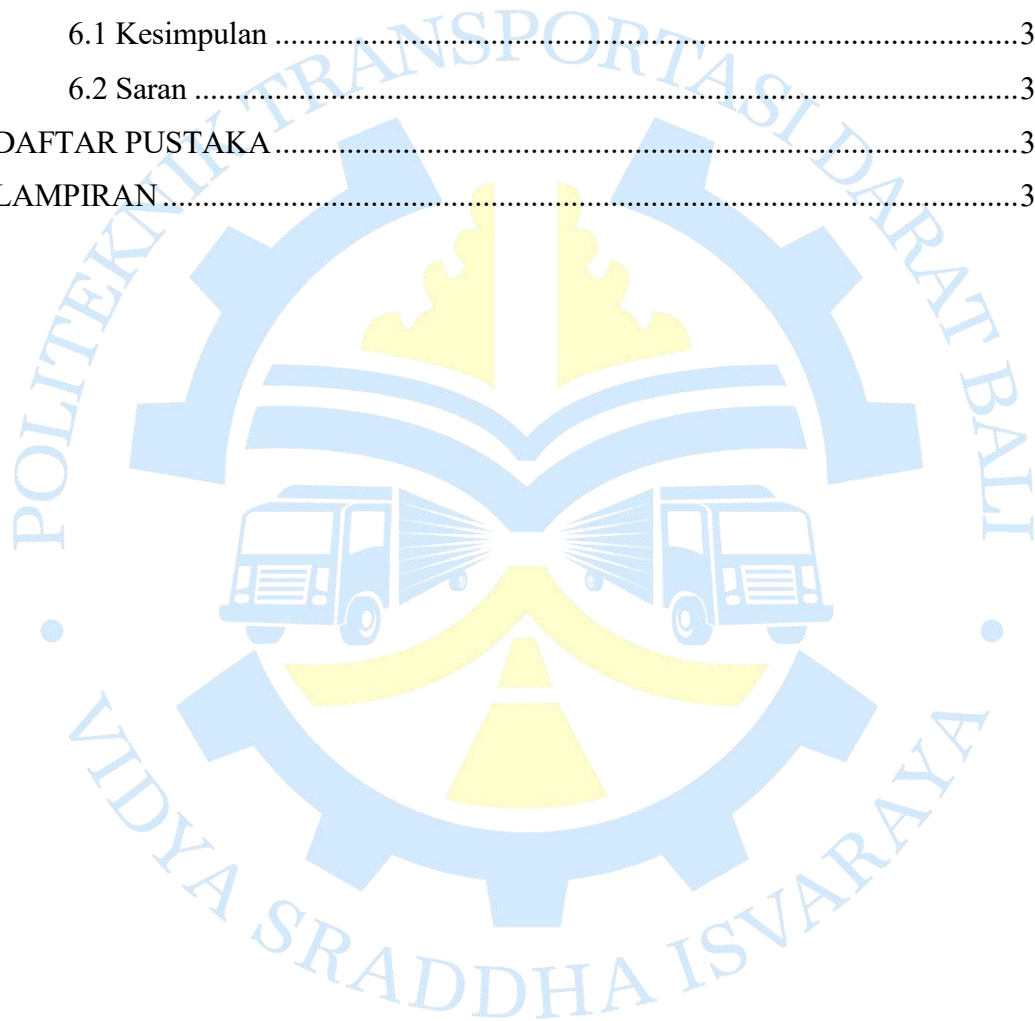 6.1 Kesimpulan ........................................................................................... 3
6.2 Saran ..................................................................................................... 3
DAFTAR PUSTAKA ........................................................................................... 3
LAMPIRAN ......................................................................................................... 3
POLITEKNIK TRANSPORTASI DARAT BALI
• VIDYA SRADDHA ISVARAYA •